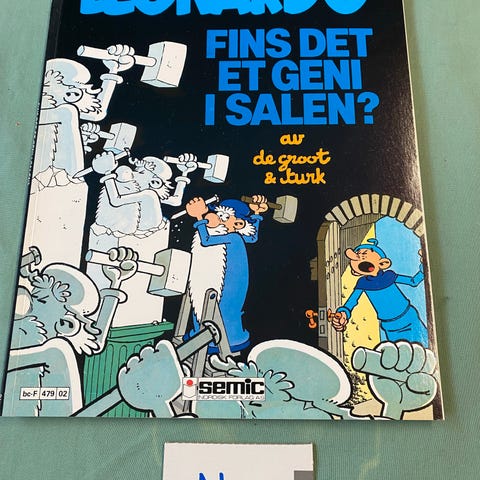 LEONARDO
FINS DET
ET GENI
I SALEN?
av
de groot
& turk
bc-F 479 02
semic
NORDISK FORLAG A/S